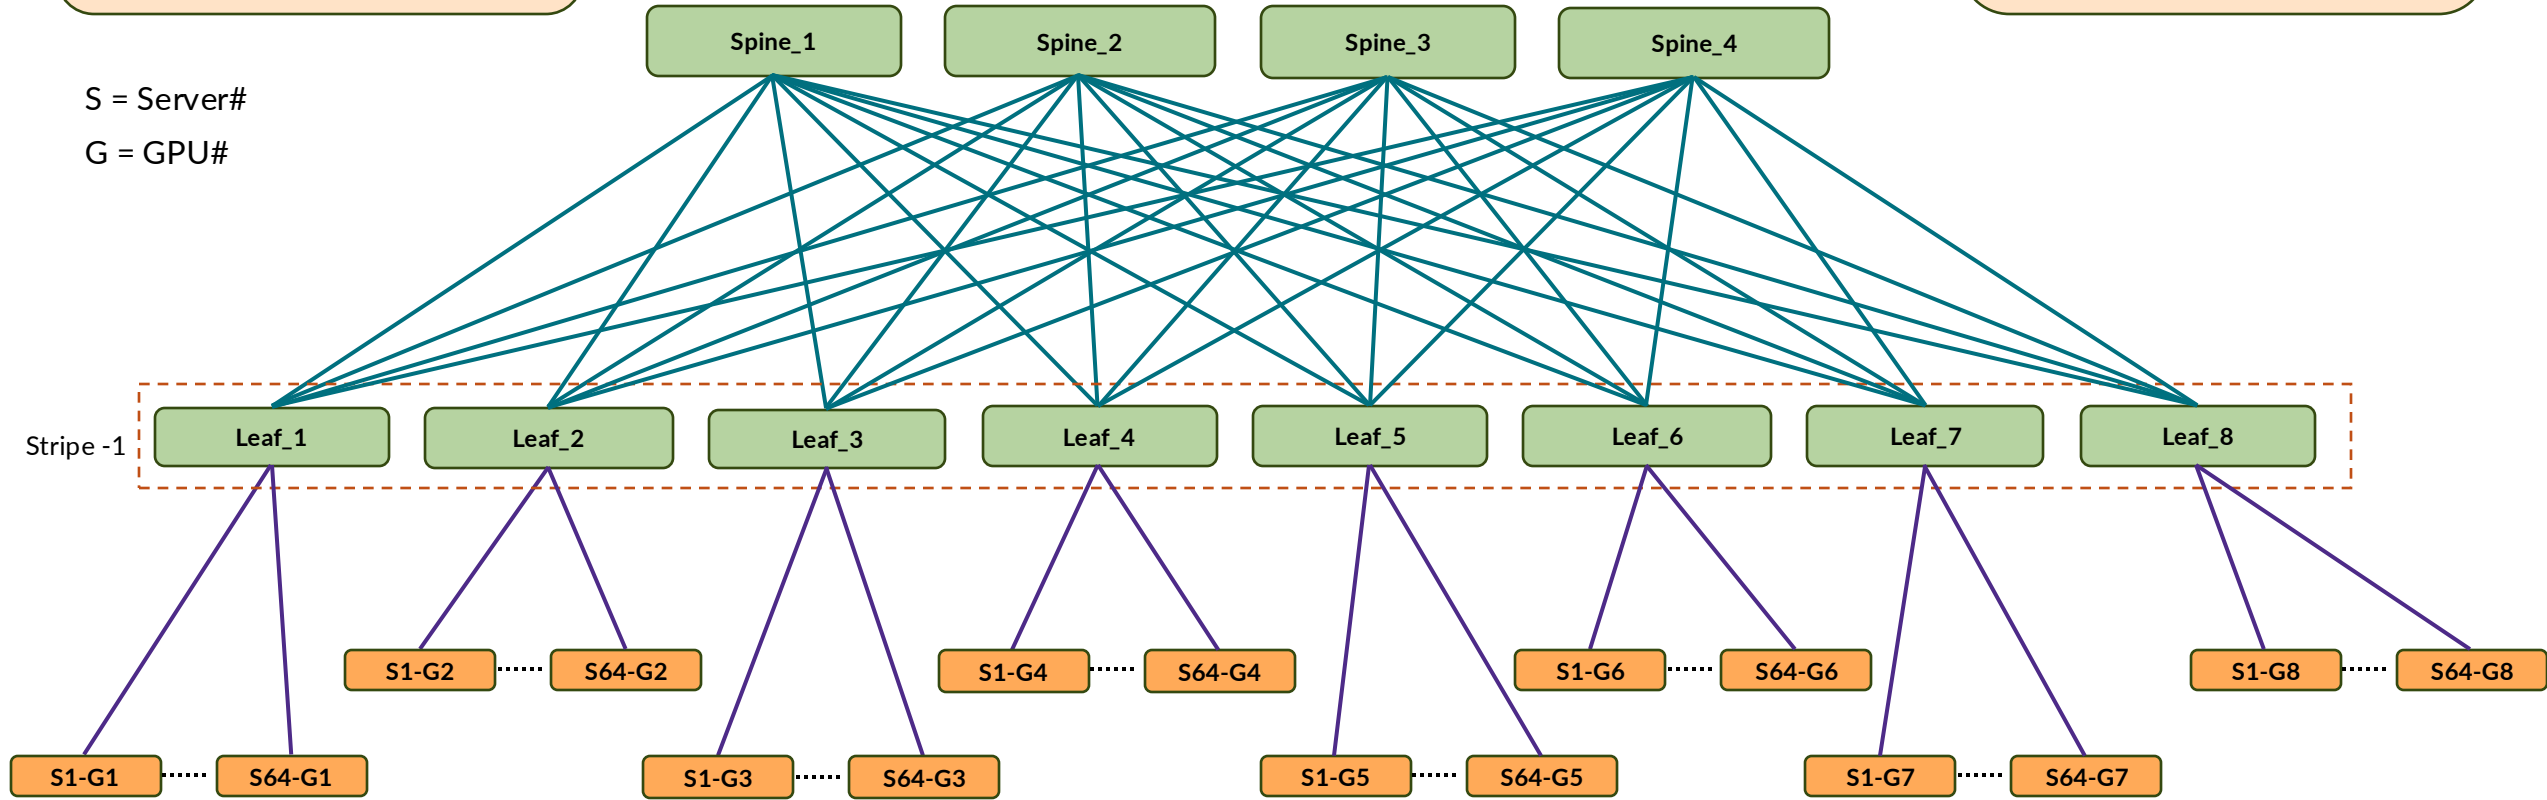 Spine_1
Spine_2
Spine_3
Spine_4
S = Server#
G = GPU#
Stripe -1
Leaf_1
Leaf_2
Leaf_3
Leaf_4
Leaf_5
Leaf_6
Leaf_7
Leaf_8
S1-G2
S64-G2
S1-G4
S64-G4
S1-G6
S64-G6
S1-G8
S64-G8
S1-G1
S64-G1
S1-G3
S64-G3
S1-G5
S64-G5
S1-G7
S64-G7